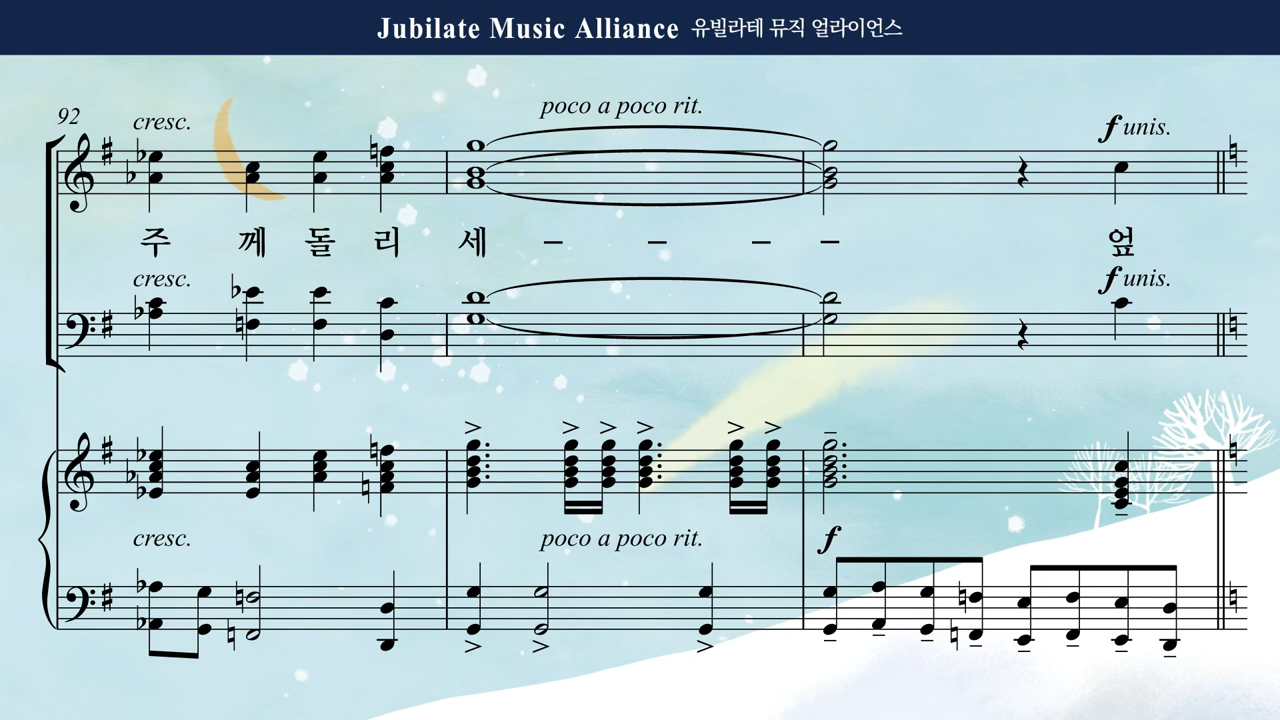 Jubilate Music Alliance 유빌라테 뮤직 얼라이언스
92
cresc.
poco a poco rit.
f unis.
주 께 돌 리 세 – – – – 엎
cresc.
f unis.
cresc.
poco a poco rit.
f